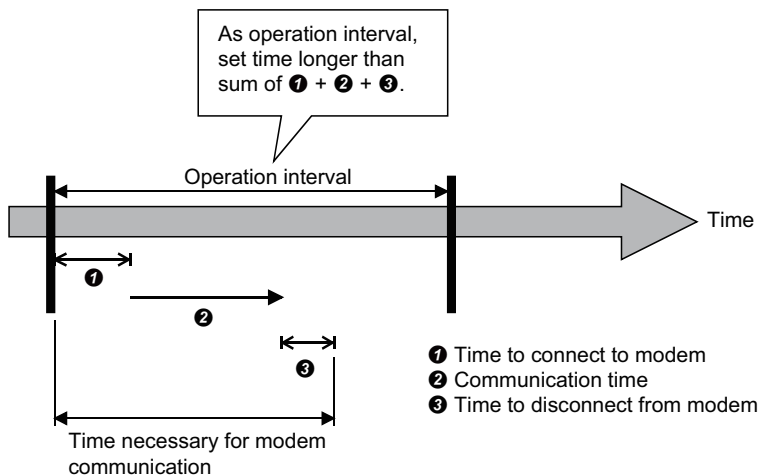 As operation interval,
set time longer than
sum of ❶ + ❷ + ❸.
Operation interval
Time
❶
❷
❸
❶ Time to connect to modem
❷ Communication time
❸ Time to disconnect from modem
Time necessary for modem
communication